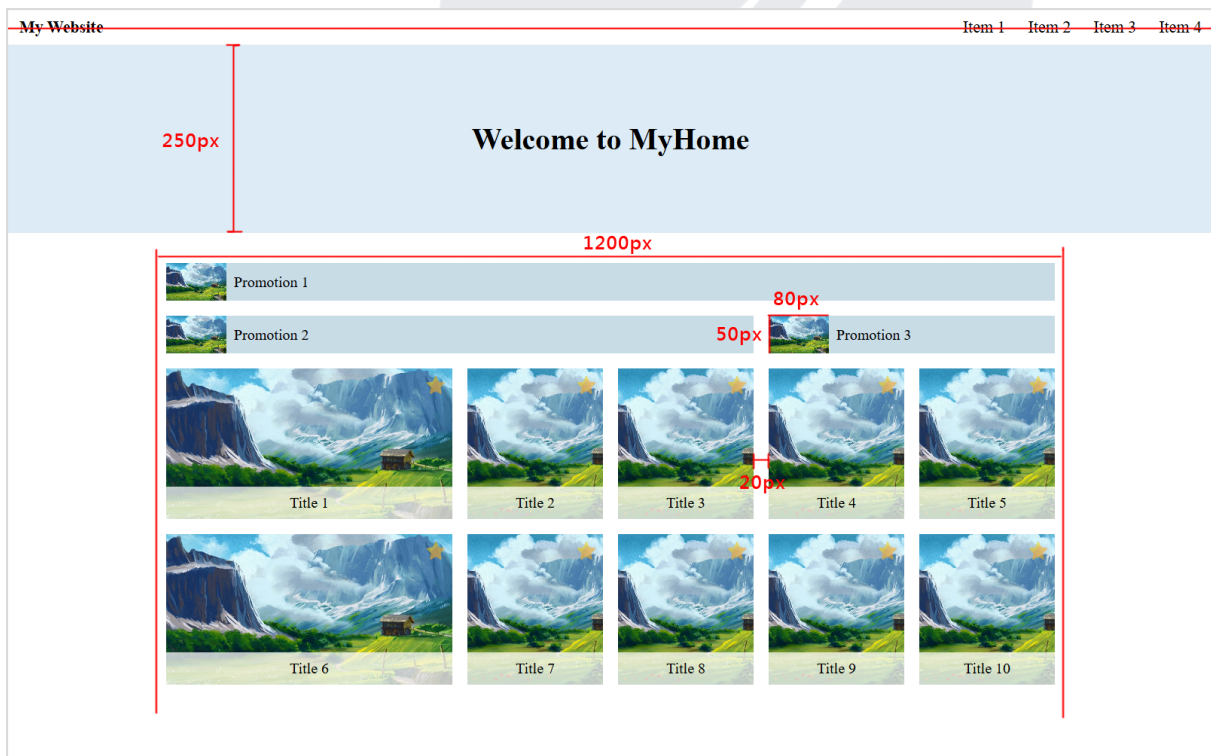 My Website Item 1 Item 2 Item 3 Item 4
250px
Welcome to MyHome
1200px
Promotion 1
80px
Promotion 2 50px Promotion 3
20px
Title 1 Title 2 Title 3 Title 4 Title 5
Title 6 Title 7 Title 8 Title 9 Title 10